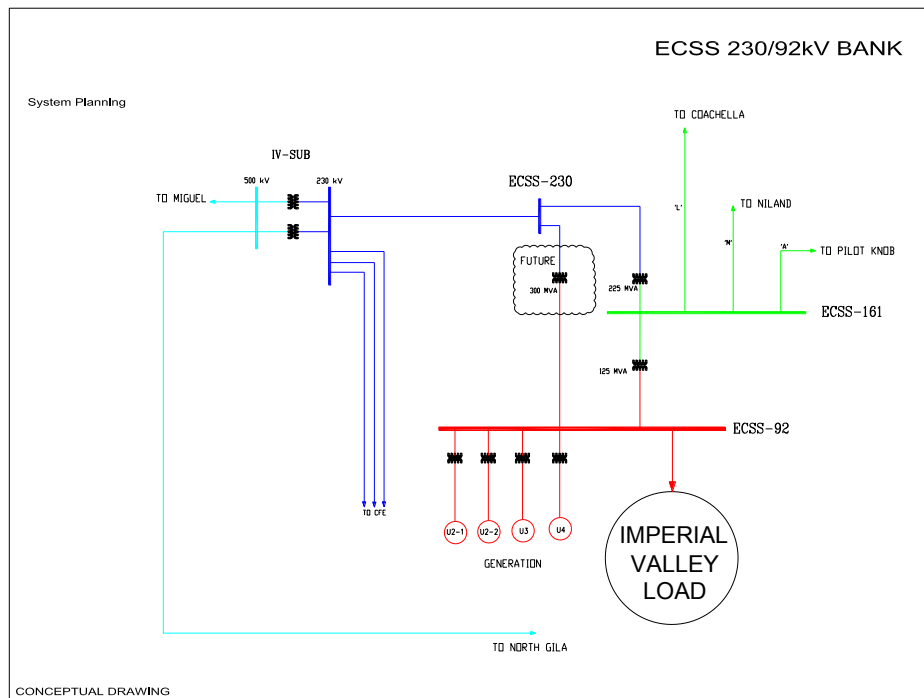 ECSS 230/92kV BANK
System Planning
TO COACHELLA
IV-SUB
500 kV
230 kV
ECSS-230
TO MIGUEL
'L'
TO NILAND
'M'
'A'
TO PILOT KNOB
FUTURE
300 MVA
225 MVA
ECSS-161
125 MVA
ECSS-92
TO CFE
U2-1
U2-2
U3
U4
GENERATION
IMPERIAL
VALLEY
LOAD
TO NORTH GILA
CONCEPTUAL DRAWING